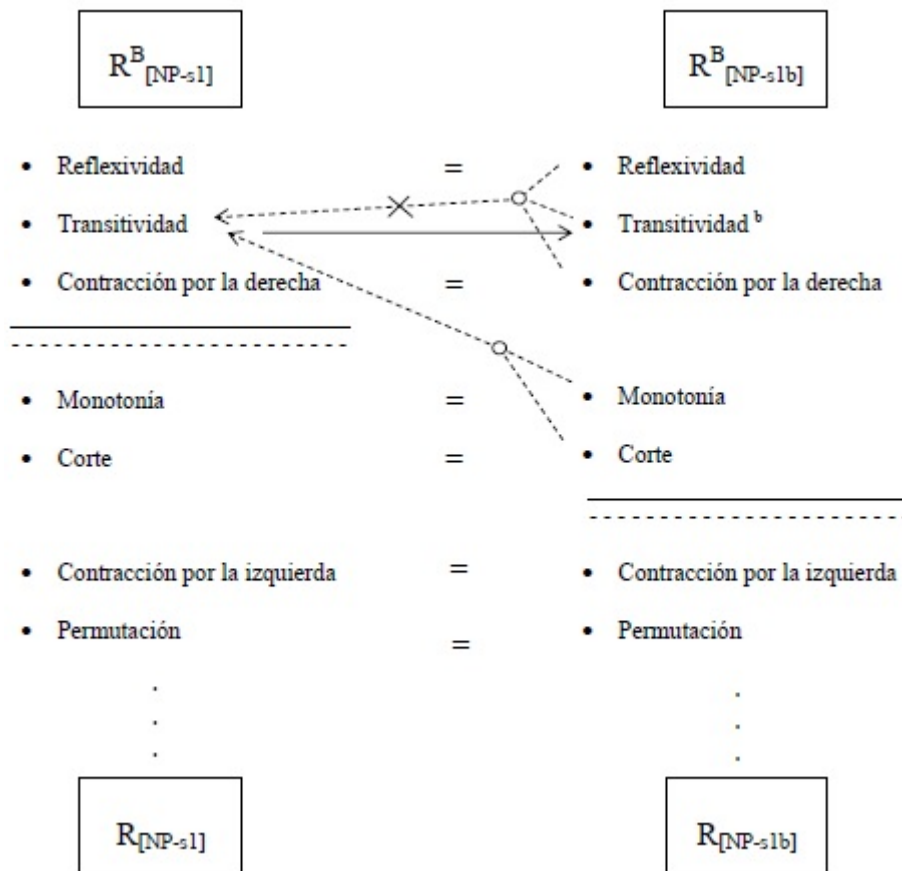 R^B_[NP-s1] R^B_[NP-s1b]
• Reflexividad = • Reflexividad
• Transitividad • Transitividad ^b
• Contracción por la derecha = • Contracción por la derecha
• Monotonía = • Monotonía
• Corte = • Corte
• Contracción por la izquierda = • Contracción por la izquierda
• Permutación = • Permutación
R_[NP-s1] R_[NP-s1b]